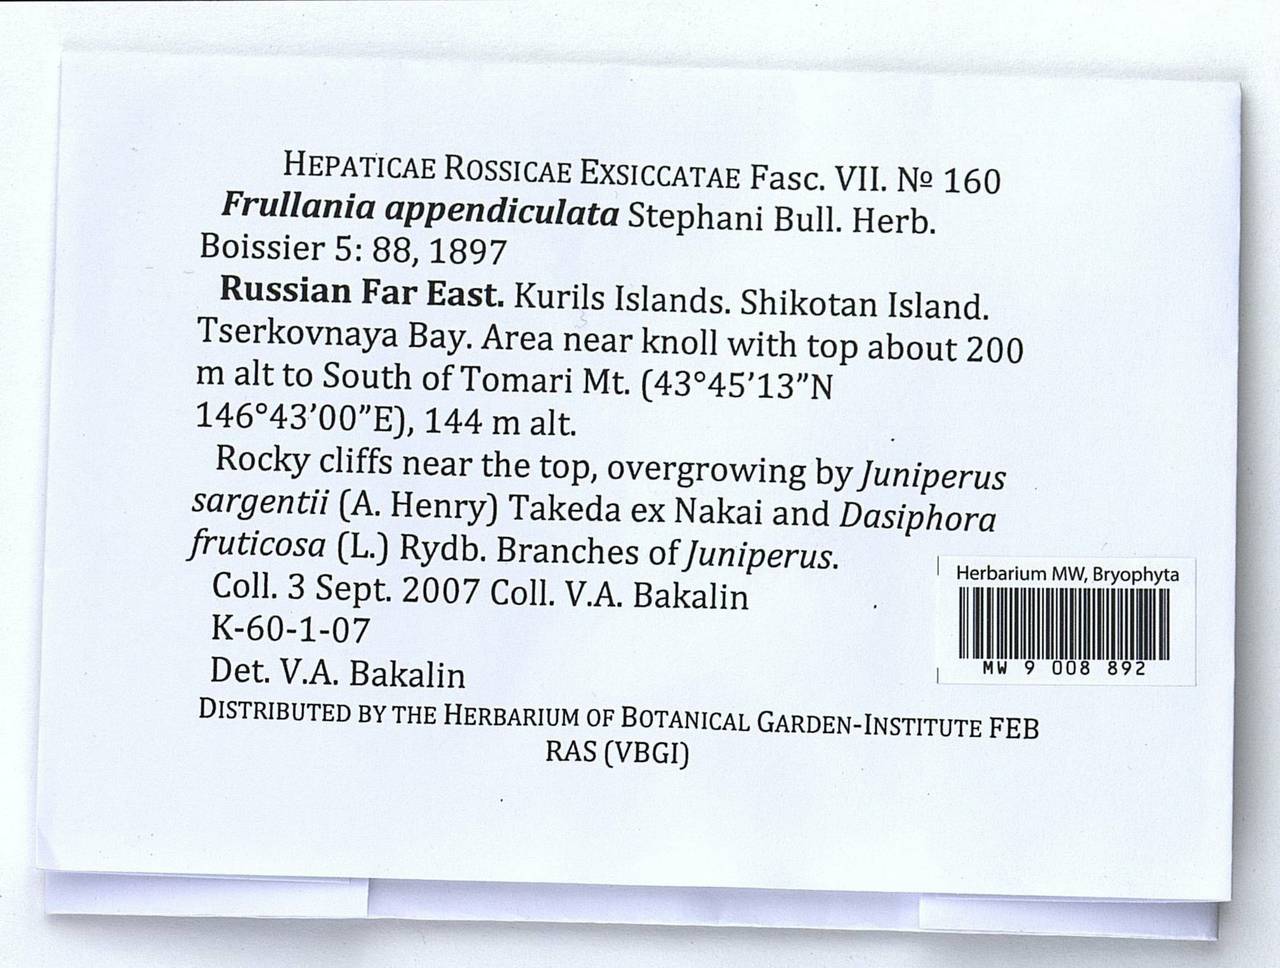 HEPATICAE ROSSICAE EXSICCATAE Fasc. VII. № 160
Frullania appendiculata Stephani Bull. Herb.
Boissier 5: 88, 1897
Russian Far East. Kurils Islands. Shikotan Island.
Tserkovnaya Bay. Area near knoll with top about 200
m alt to South of Tomari Mt. (43°45’13”N
146°43’00”E), 144 m alt.
Rocky cliffs near the top, overgrowing by Juniperus
sargentii (A. Henry) Takeda ex Nakai and Dasiphora
fruticosa (L.) Rydb. Branches of Juniperus.
Coll. 3 Sept. 2007 Coll. V.A. Bakalin
K-60-1-07
Det. V.A. Bakalin
DISTRIBUTED BY THE HERBARIUM OF BOTANICAL GARDEN-INSTITUTE FEB
RAS (VBGI)
Herbarium MW, Bryophyta
MW 9 008 892